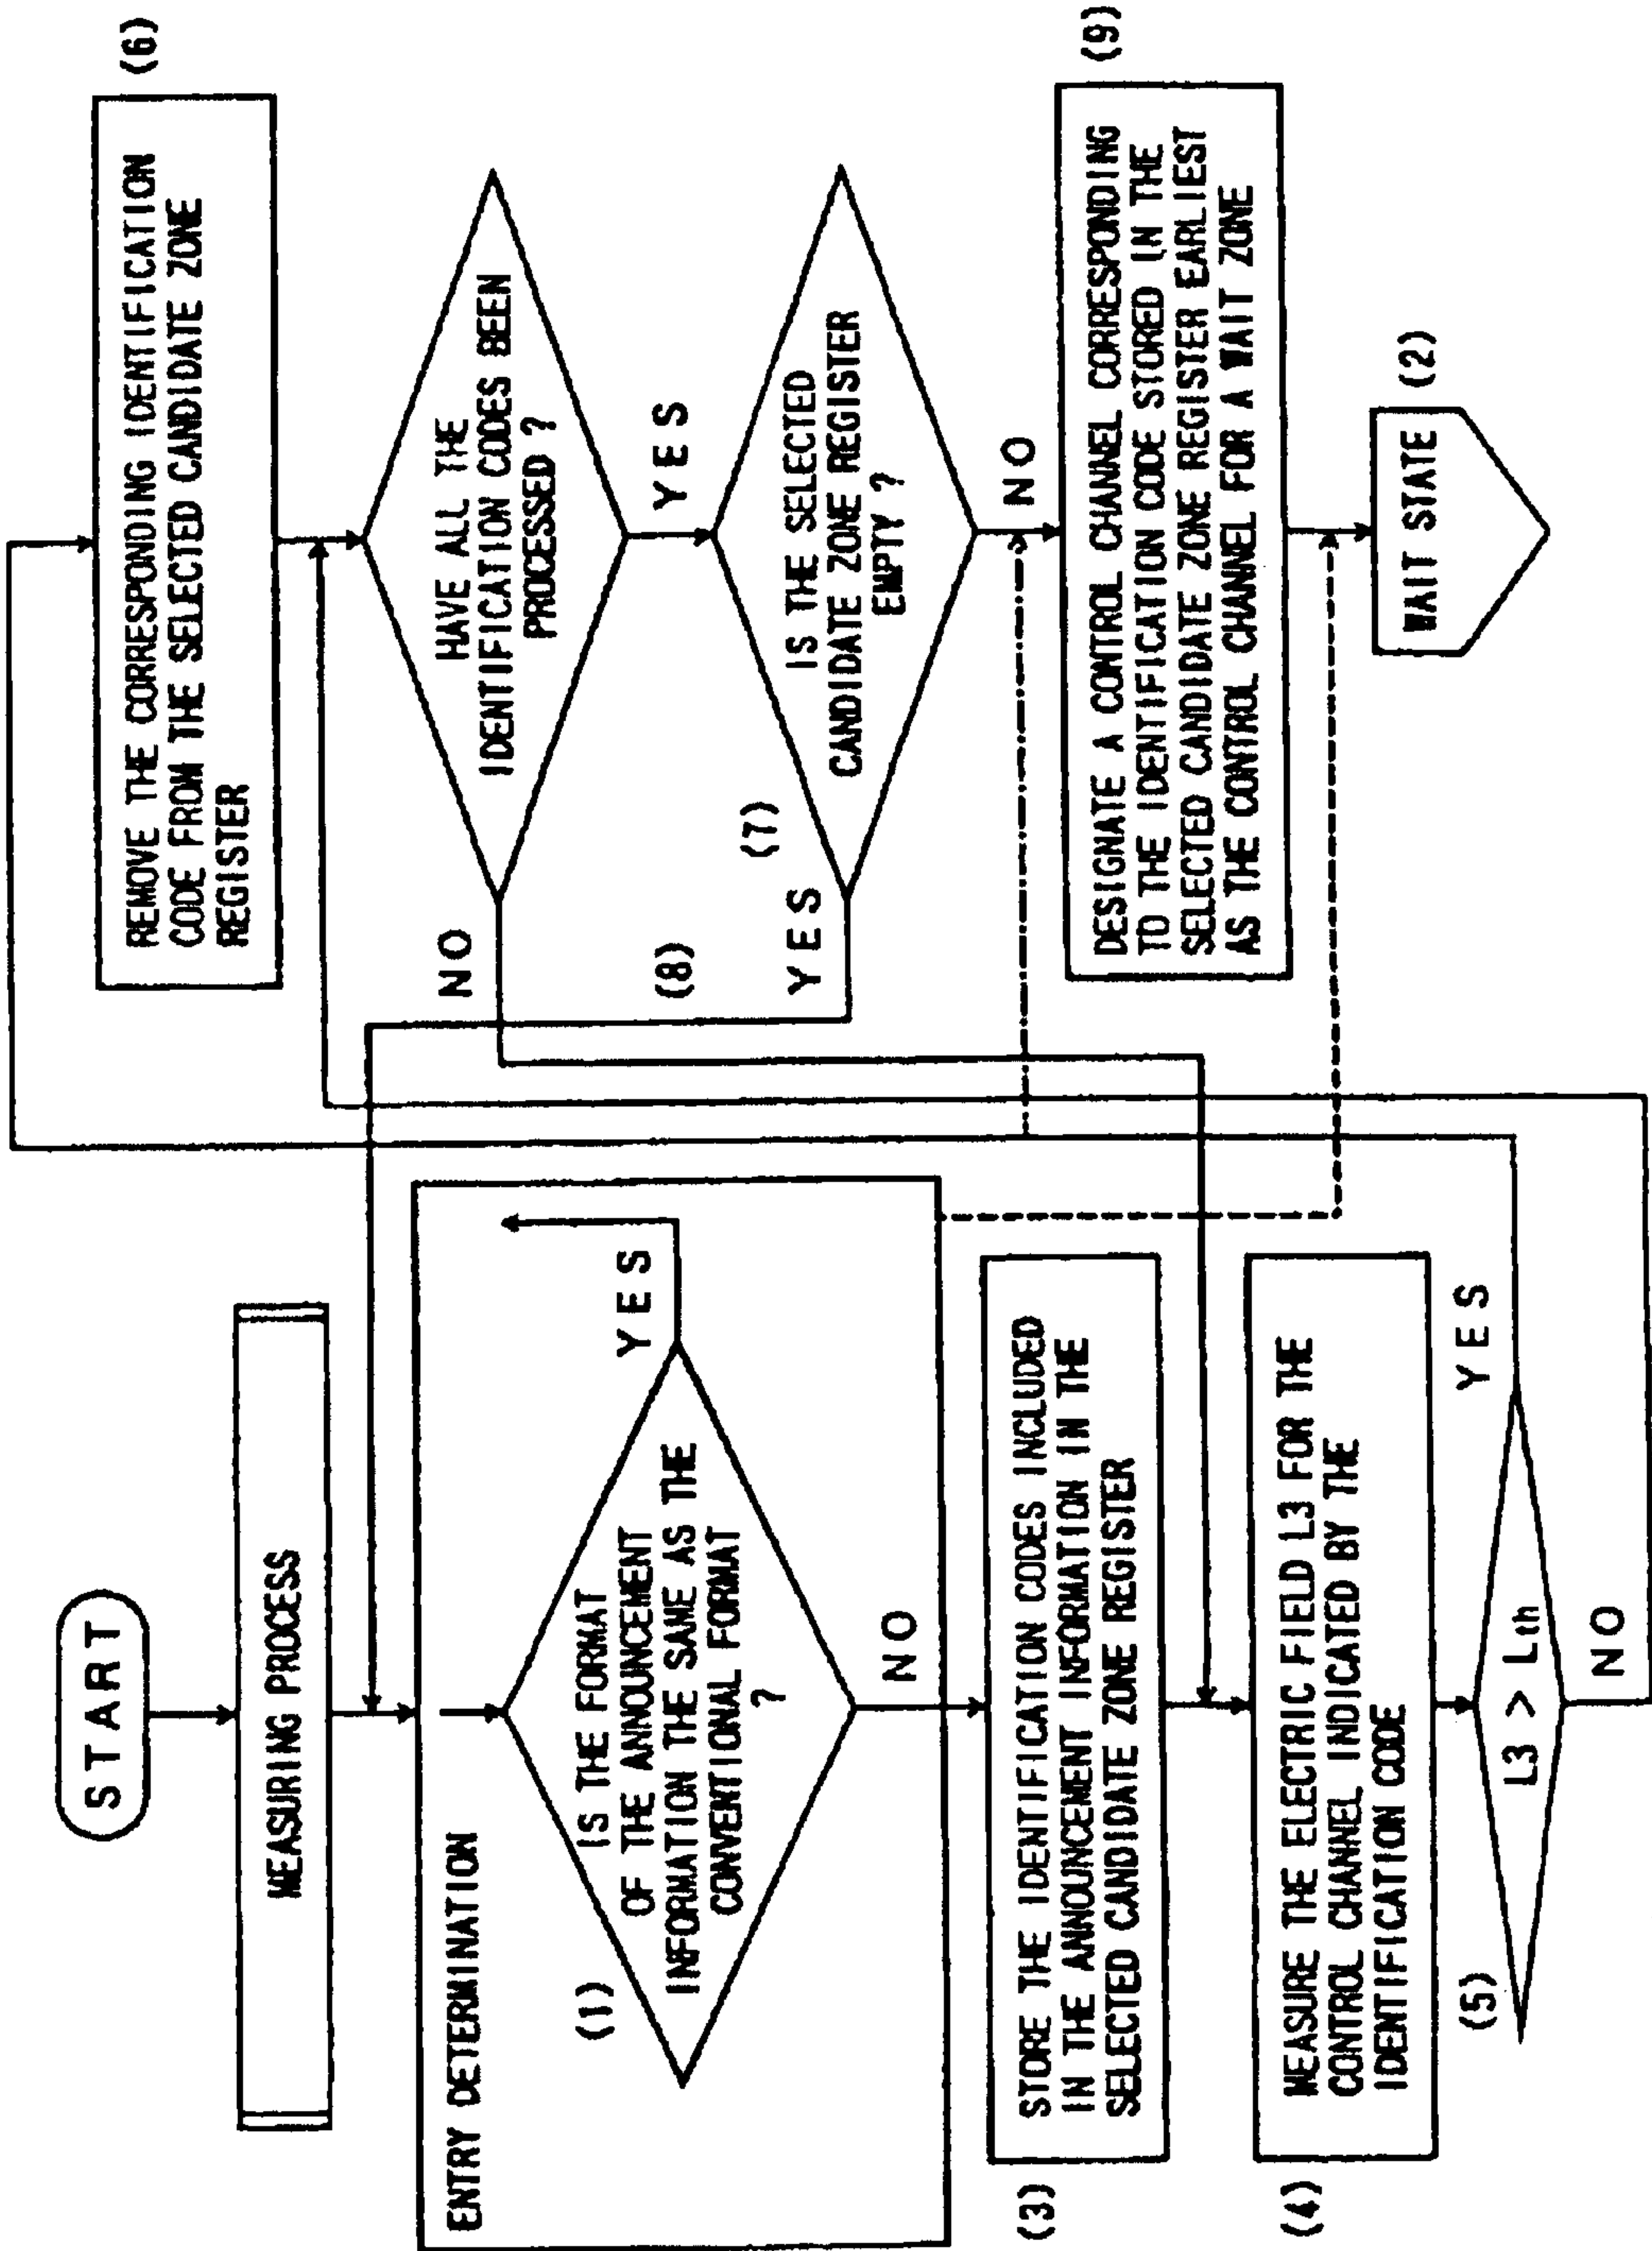 START
MEASURING PROCESS
ENTRY DETERMINATION
(1)
IS THE FORMAT
OF THE ANNOUNCEMENT
INFORMATION THE SAME AS THE
CONVENTIONAL FORMAT
?
YES
NO
(3)
STORE THE IDENTIFICATION CODES INCLUDED
IN THE ANNOUNCEMENT INFORMATION IN THE
SELECTED CANDIDATE ZONE REGISTER
(4)
MEASURE THE ELECTRIC FIELD L3 FOR THE
CONTROL CHANNEL INDICATED BY THE
IDENTIFICATION CODE
(5)
L3 > Lth
YES
NO
(6)
REMOVE THE CORRESPONDING IDENTIFICATION
CODE FROM THE SELECTED CANDIDATE ZONE
REGISTER
HAVE ALL THE
IDENTIFICATION CODES BEEN
PROCESSED ?
NO
YES
(8)
(7)
IS THE SELECTED
CANDIDATE ZONE REGISTER
EMPTY ?
YES
NO
(9)
DESIGNATE A CONTROL CHANNEL CORRESPONDING
TO THE IDENTIFICATION CODE STORED IN THE
SELECTED CANDIDATE ZONE REGISTER EARLIEST
AS THE CONTROL CHANNEL FOR A WAIT ZONE
WAIT STATE (2)